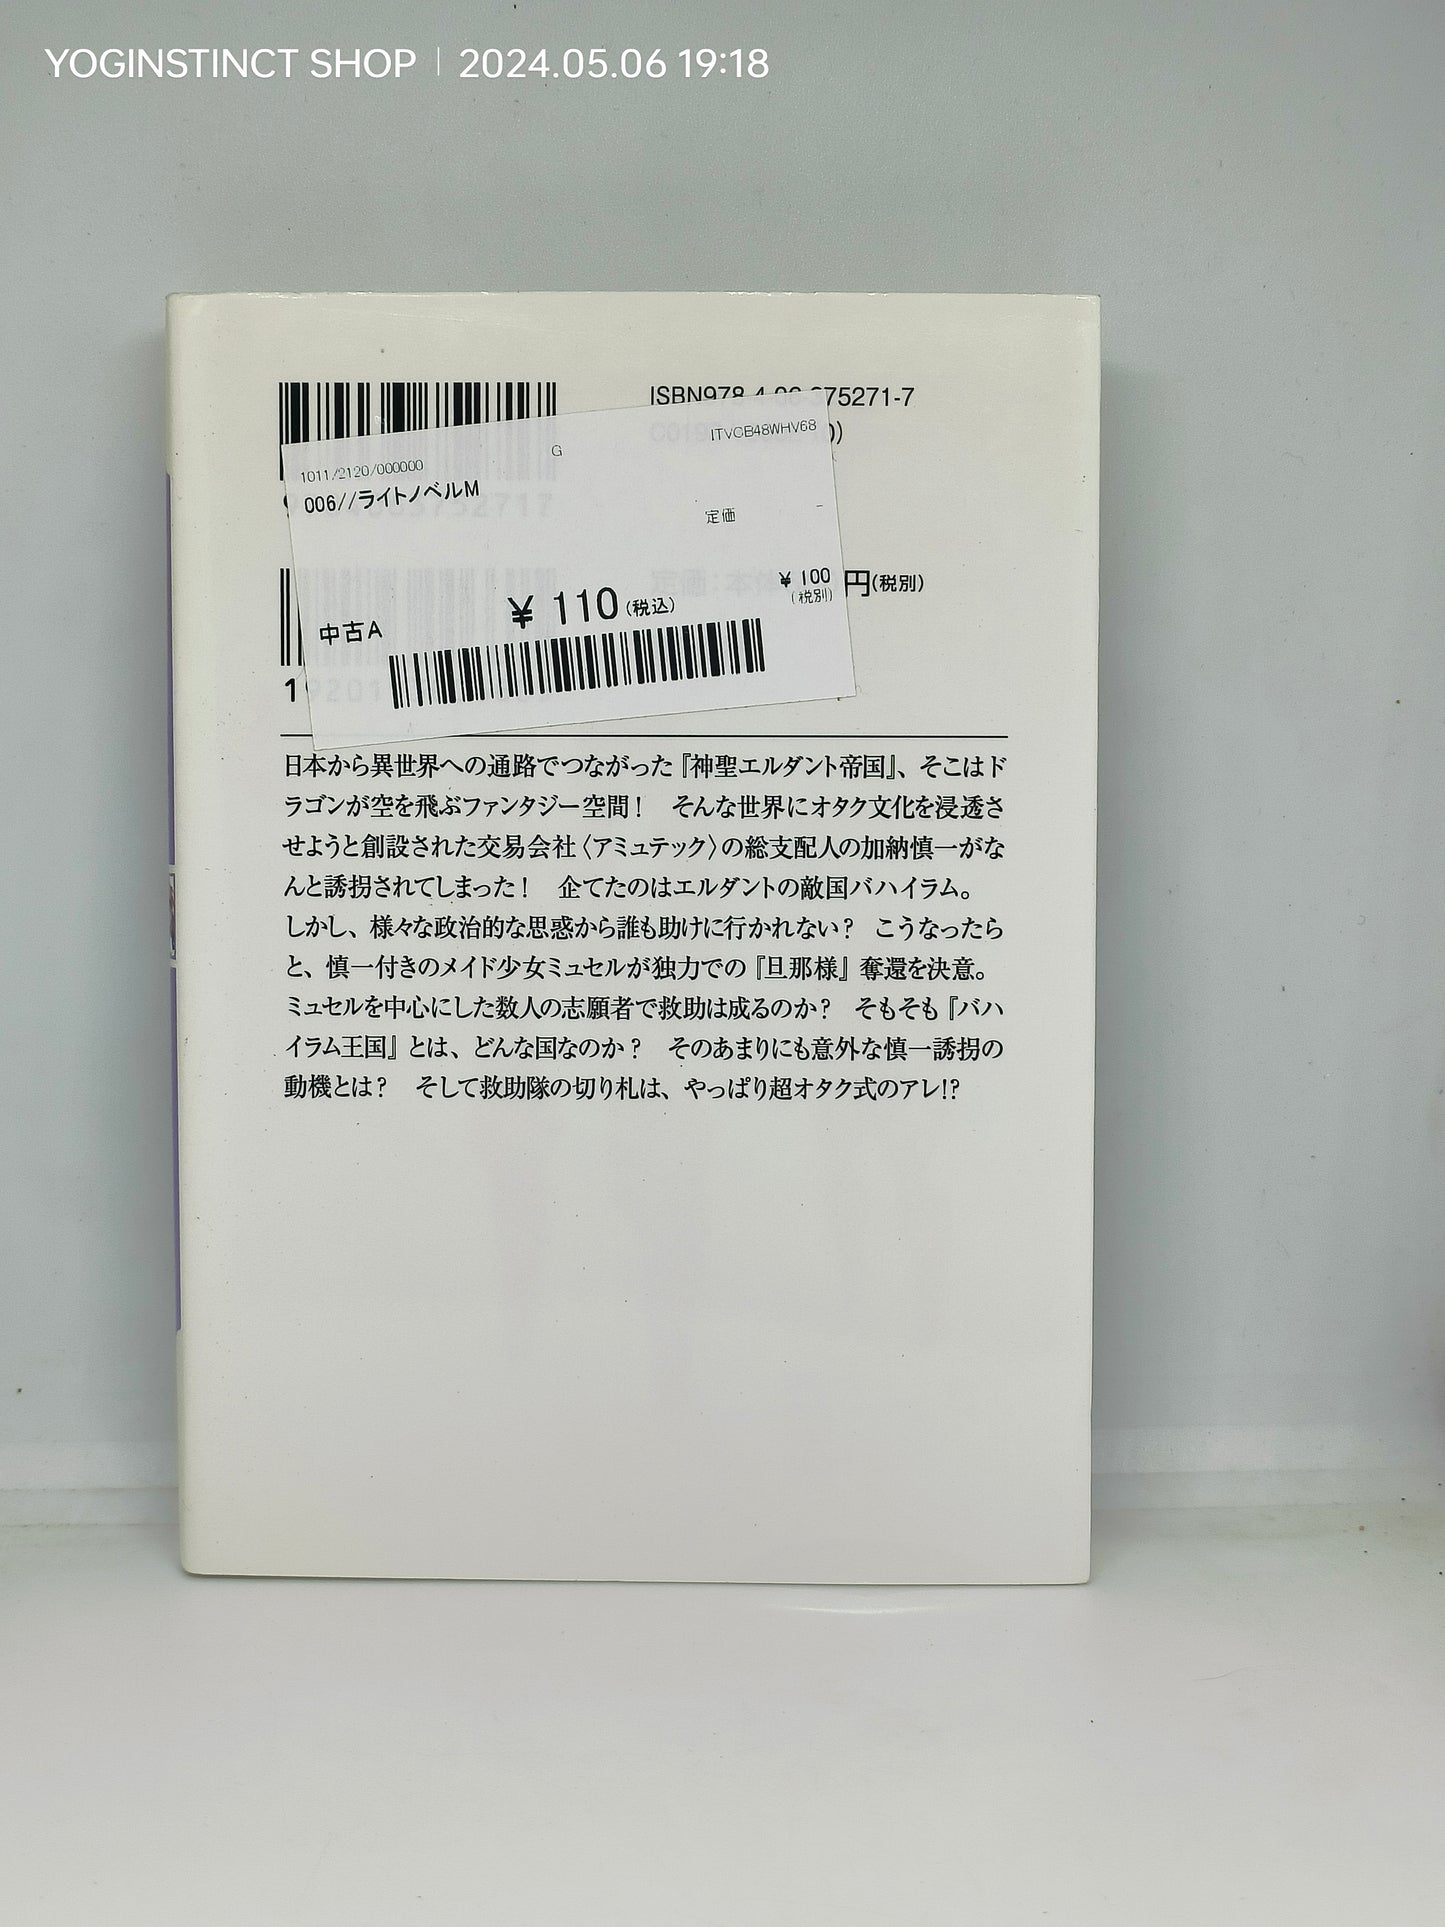 YOGINSTINCT SHOP | 2024.05.06 19:18
ISBN978-4-06-375271-7
ITVGB48WHV68
G
1011/2120/000000
006//ライトノベルM
定価 -
¥ 100
(税別)
円(税別)
¥ 110(税込)
中古A
日本から異世界への通路でつながった『神聖エルダント帝国』、そこはド
ラゴンが空を飛ぶファンタジー空間! そんな世界にオタク文化を浸透さ
せようと創設された交易会社〈アミュテック〉の総支配人の加納慎一がな
んと誘拐されてしまった! 企てたのはエルダントの敵国バハイラム。
しかし、様々な政治的な思惑から誰も助けに行かれない? こうなったら
と、慎一付きのメイド少女ミュセルが独力での『旦那様』奪還を決意。
ミュセルを中心にした数人の志願者で救助は成るのか? そもそも『バハ
イラム王国』とは、どんな国なのか? そのあまりにも意外な慎一誘拐の
動機とは? そして救助隊の切り札は、やっぱり超オタク式のアレ!?